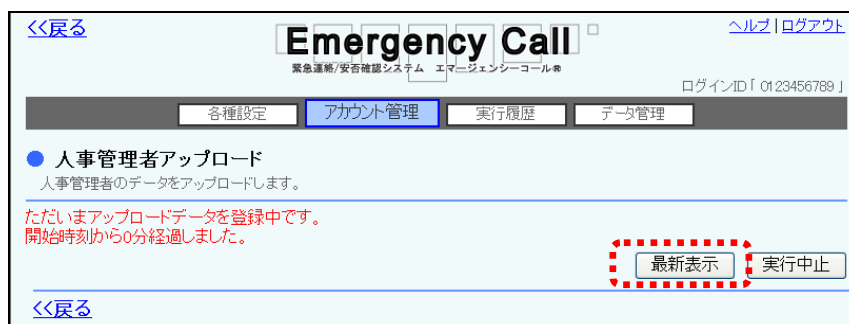 <<戻る
ヘルプ | ログアウト
Emergency Call
緊急連絡/安否確認システム エマージェンシーコール®
ログインID「 0123456789 」
各種設定 アカウント管理 実行履歴 データ管理
● 人事管理者アップロード
人事管理者のデータをアップロードします。
ただいまアップロードデータを登録中です。
開始時刻から0分経過しました。
最新表示 実行中止
<<戻る